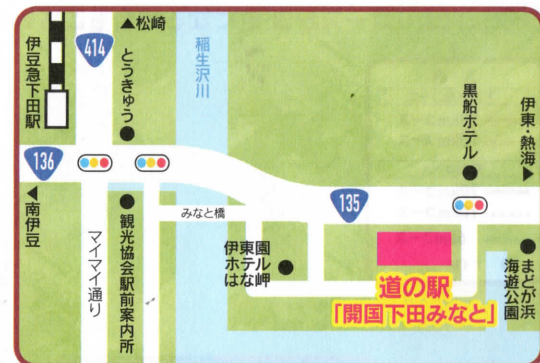 ▲松崎
414
伊豆急下田駅
とうきゅう
稲生沢川
黒船ホテル
伊東・熱海▶
136
◀南伊豆
マイマイ通り
観光協会駅前案内所
みなと橋
135
伊東園
ホテル
はな岬
道の駅
「開国下田みなと」
まどが浜
海遊公園